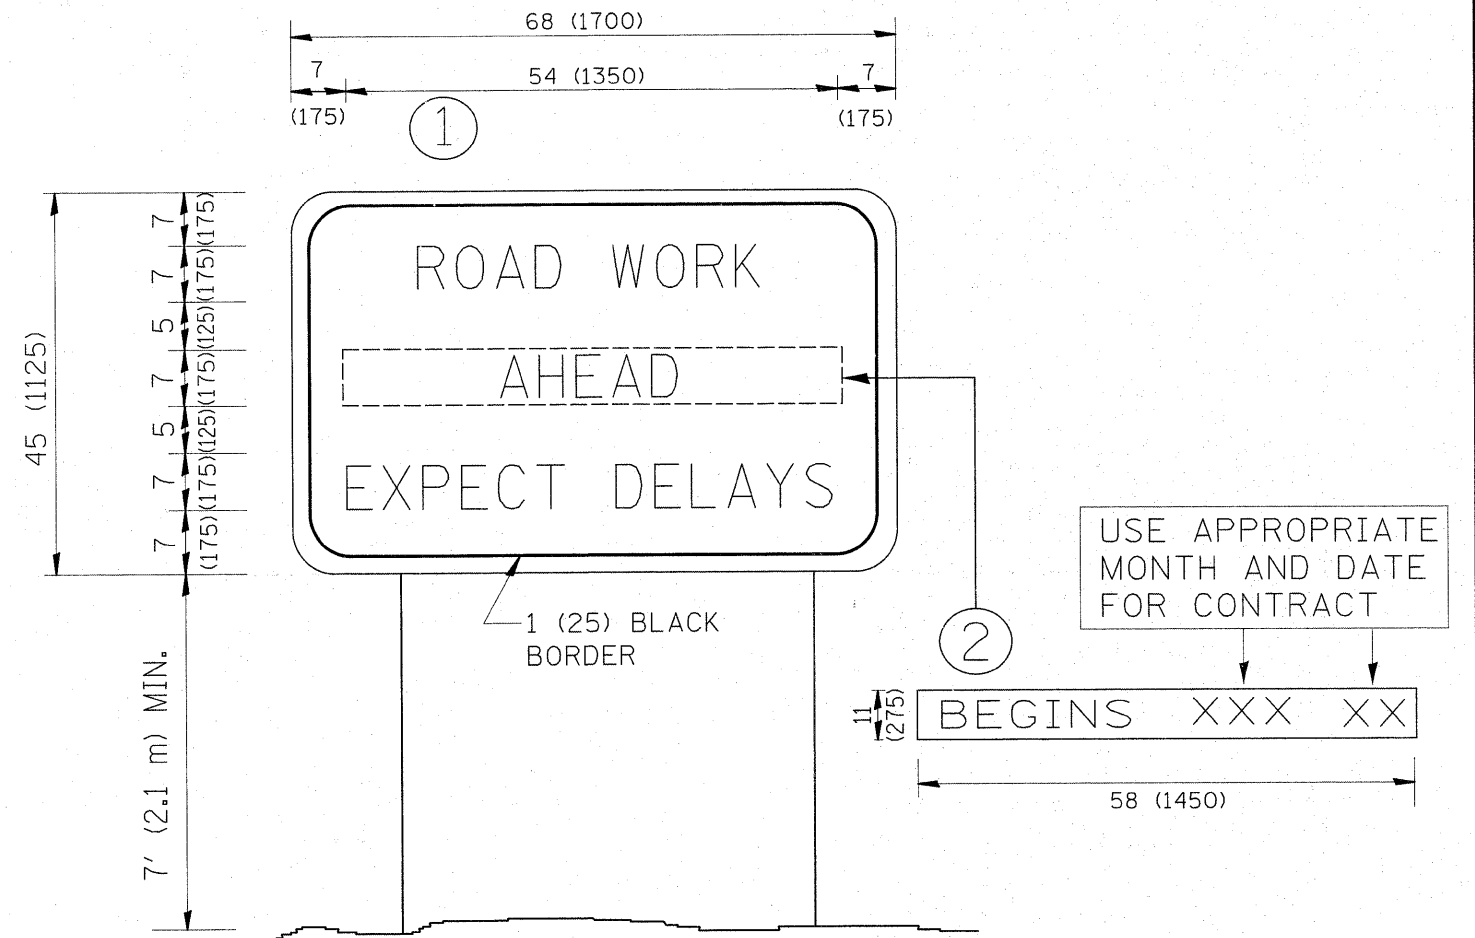 68 (1700)
7 54 (1350) 7
(175) (175)
1
45 (1125)
7 (175)
7 (175)
5 (125)
7 (175)
5 (125)
7 (175)
7 (175)
ROAD WORK
AHEAD
EXPECT DELAYS
1 (25) BLACK
BORDER
7' (2.1 m) MIN.
2
USE APPROPRIATE
MONTH AND DATE
FOR CONTRACT
11
(275)
BEGINS XXX XX
58 (1450)